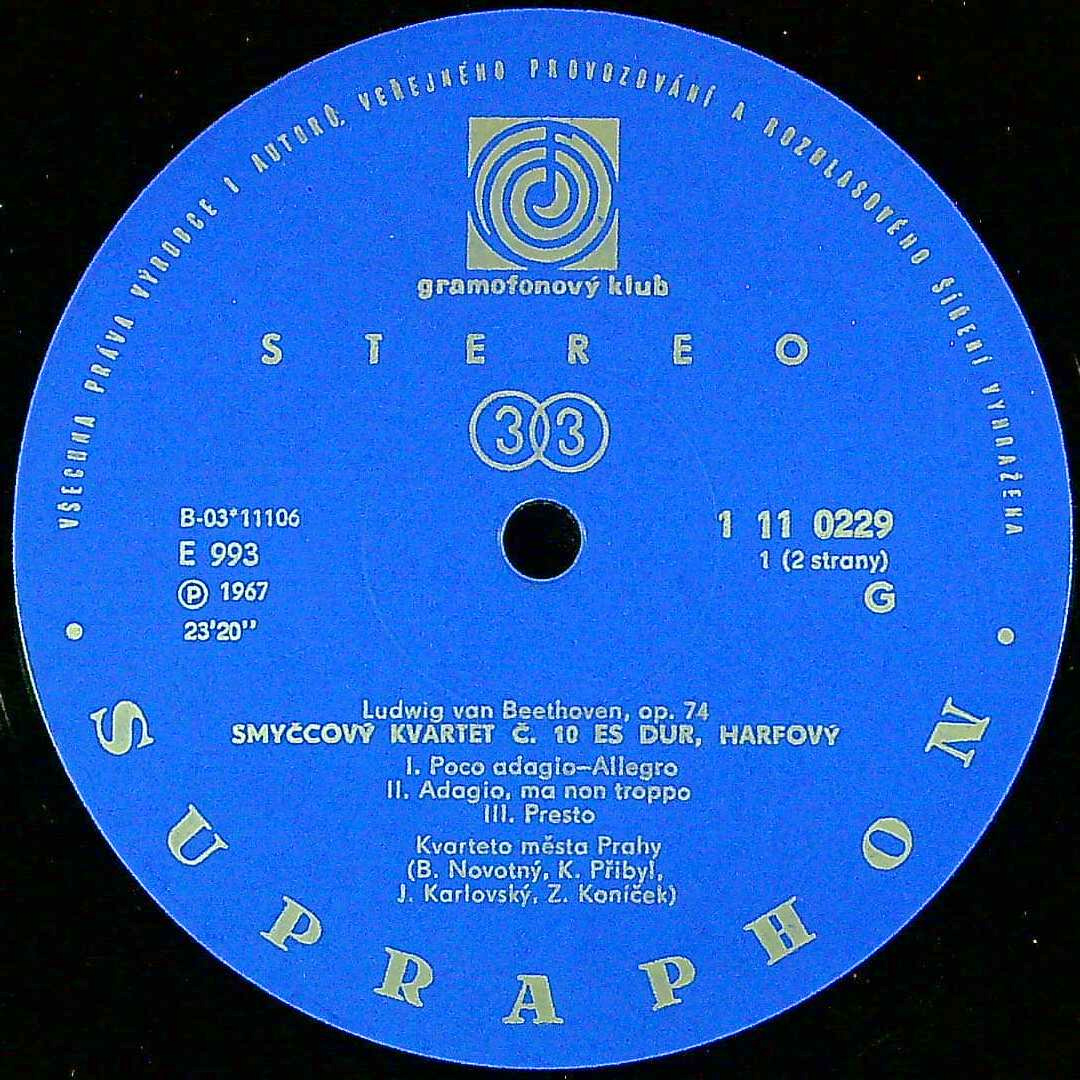 VŠECHNA PRÁVA VÝROBCE I AUTORŮ, VEŘEJNÉHO PROVOZOVÁNÍ A ROZHLASOVÉHO ŠÍŘENÍ VYHRAŽENA
gramofonový klub
STEREO
33
B-03*11106
E 993
Ⓟ 1967
23'20''
1 11 0229
1 (2 strany)
G
Ludwig van Beethoven, op. 74
SMYČCOVÝ KVARTET Č. 10 ES DUR, HARFOVÝ
I. Poco adagio–Allegro
II. Adagio, ma non troppo
III. Presto
Kvarteto města Prahy
(B. Novotný, K. Přibyl,
J. Karlovský, Z. Koníček)
SUPRAPHON